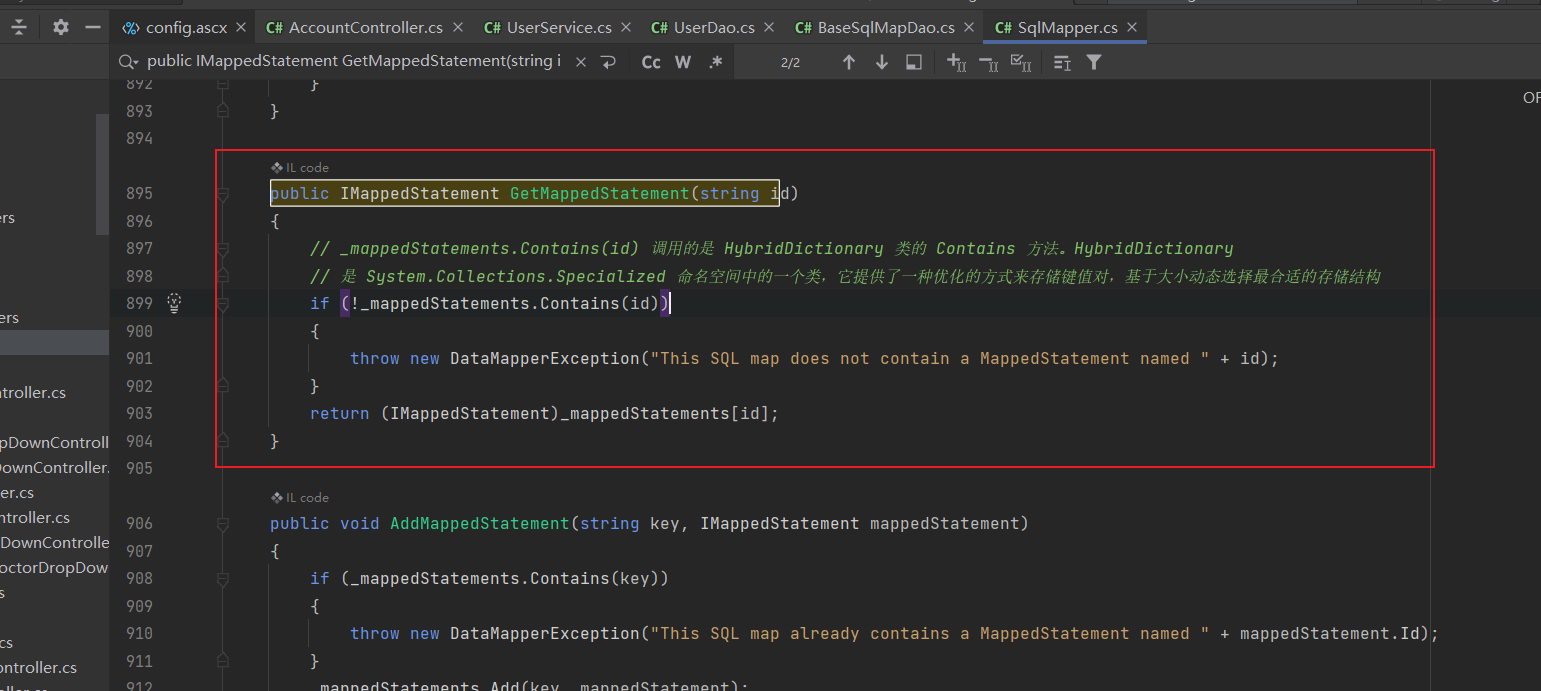 config.ascx
AccountController.cs
UserService.cs
UserDao.cs
BaseSqlMapDao.cs
SqlMapper.cs
public IMappedStatement GetMappedStatement(string i
Cc W .*
2/2
892 }
893 }
894
IL code
895 public IMappedStatement GetMappedStatement(string id)
896 {
897 // _mappedStatements.Contains(id) 调用的是 HybridDictionary 类的 Contains 方法。HybridDictionary
898 // 是 System.Collections.Specialized 命名空间中的一个类，它提供了一种优化的方式来存储键值对，基于大小动态选择最合适的存储结构
899 if (!_mappedStatements.Contains(id))
900 {
901 throw new DataMapperException("This SQL map does not contain a MappedStatement named " + id);
902 }
903 return (IMappedStatement)_mappedStatements[id];
904 }
905
IL code
906 public void AddMappedStatement(string key, IMappedStatement mappedStatement)
907 {
908 if (_mappedStatements.Contains(key))
909 {
910 throw new DataMapperException("This SQL map already contains a MappedStatement named " + mappedStatement.Id);
911 }
912 _mappedStatements.Add(key, mappedStatement);
ers
ers
ntroller.cs
pDownControll
DownController.
er.cs
ntroller.cs
DownControlle
octorDropDow
s
cs
ontroller.cs
OF